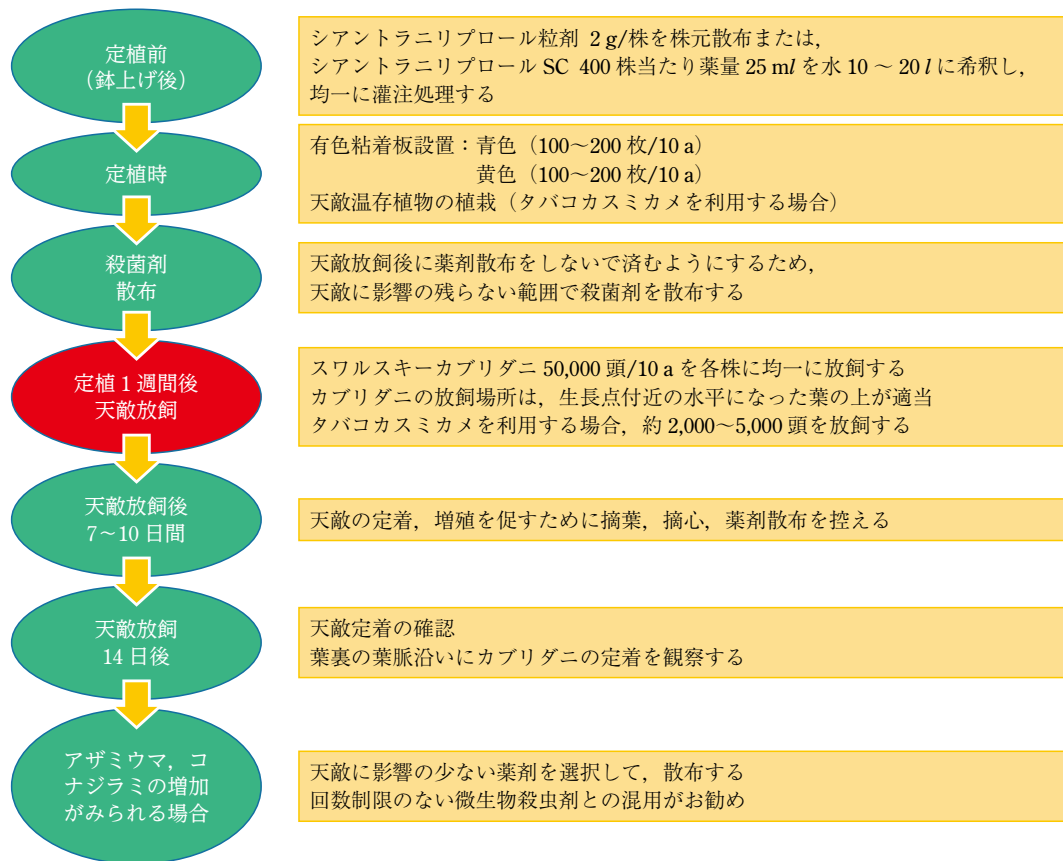 定植前
（鉢上げ後）
シアントラニリプロール粒剤 2 g/株を株元散布または，
シアントラニリプロール SC 400 株当たり薬量 25 mlを水 10 ～ 20 lに希釈し，
均一に灌注処理する
定植時
有色粘着板設置：青色（100～200 枚/10 a）
黄色（100～200 枚/10 a）
天敵温存植物の植栽（タバコカスミカメを利用する場合）
殺菌剤
散布
天敵放飼後に薬剤散布をしないで済むようにするため，
天敵に影響の残らない範囲で殺菌剤を散布する
定植 1 週間後
天敵放飼
スワルスキーカブリダニ 50,000 頭/10 a を各株に均一に放飼する
カブリダニの放飼場所は，生長点付近の水平になった葉の上が適当
タバコカスミカメを利用する場合，約 2,000～5,000 頭を放飼する
天敵放飼後
7～10 日間
天敵の定着，増殖を促すために摘葉，摘心，薬剤散布を控える
天敵放飼
14 日後
天敵定着の確認
葉裏の葉脈沿いにカブリダニの定着を観察する
アザミウマ，コ
ナジラミの増加
がみられる場合
天敵に影響の少ない薬剤を選択して，散布する
回数制限のない微生物殺虫剤との混用がお勧め